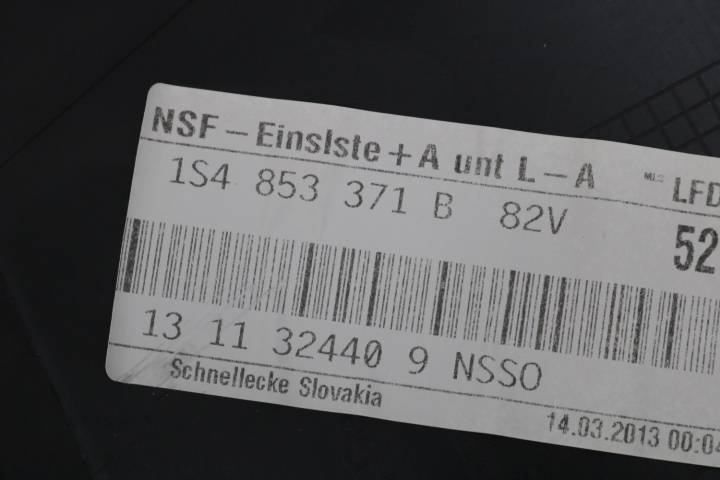 NSF - Einslste + A unt L - A LFD
1S4 853 371 B 82V 52
13 11 32440 9 NSSO
Schnellecke Slovakia
14.03.2013 00:04